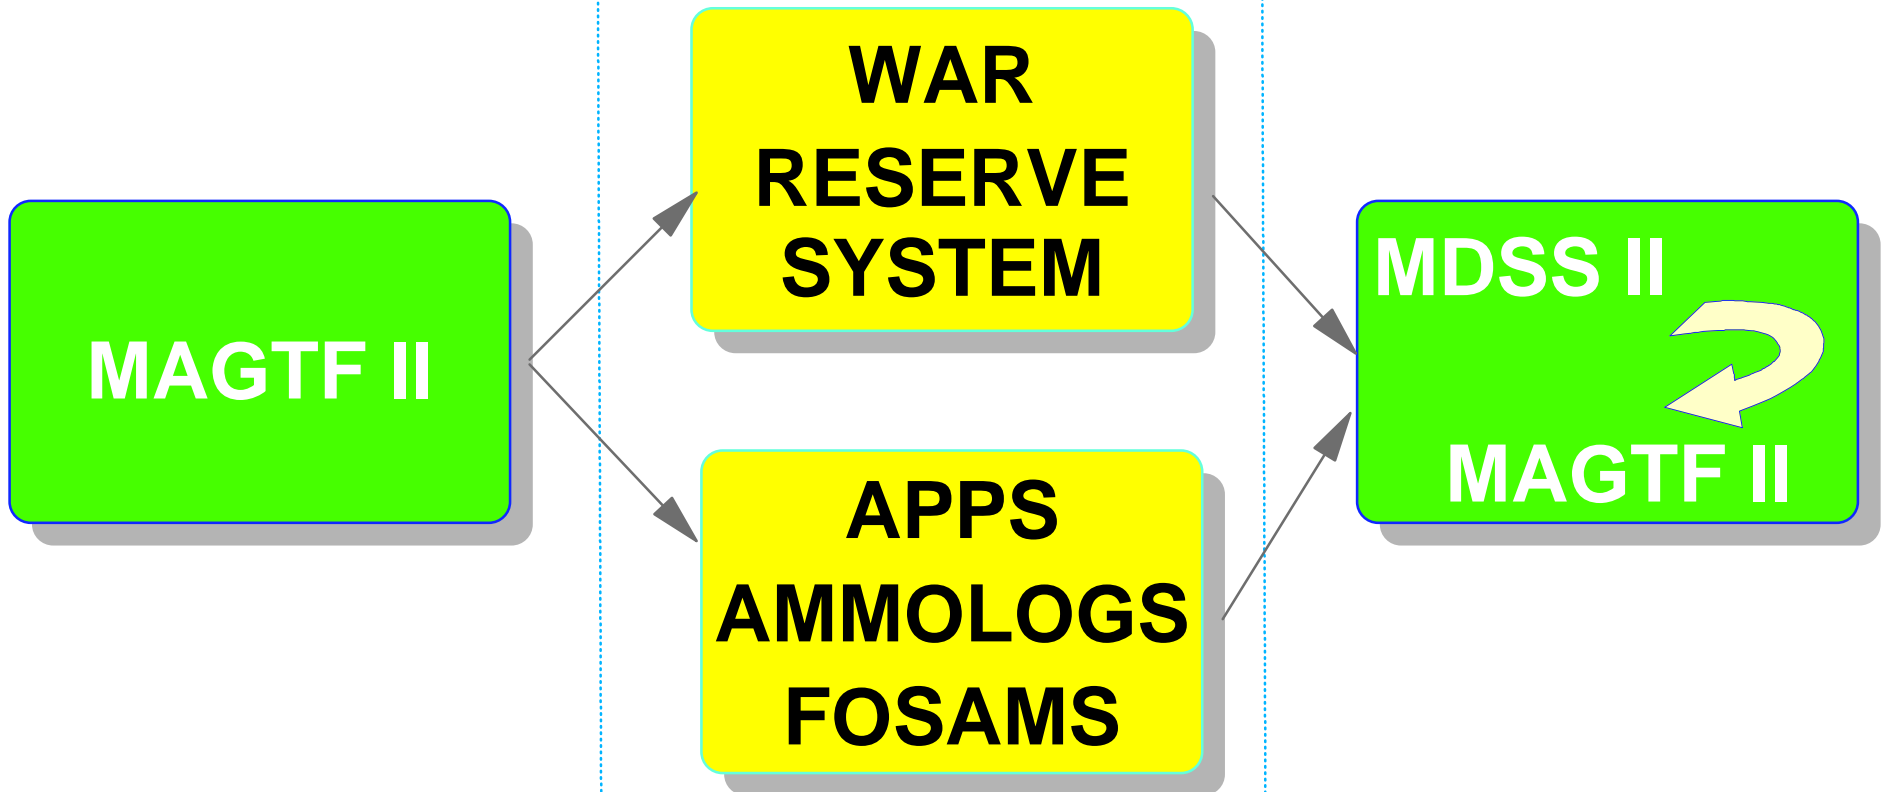 MAGTF II
WAR
RESERVE
SYSTEM
APPS
AMMOLOGS
FOSAMS
MDSS II
MAGTF II